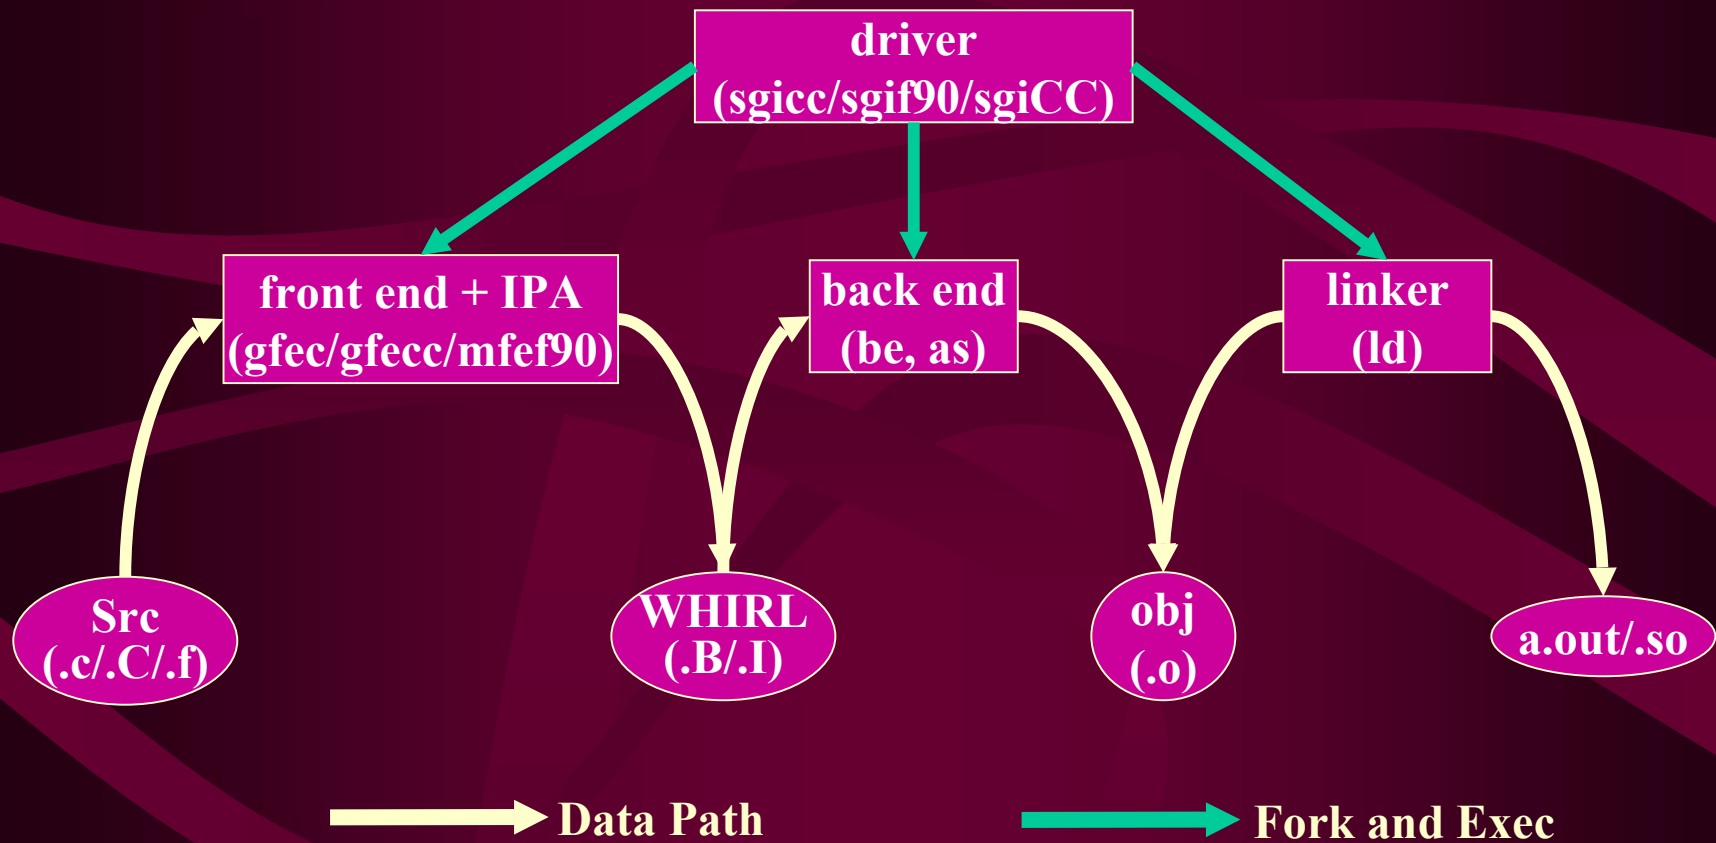 driver
(sgicc/sgif90/sgiCC)
front end + IPA
(gfec/gfecc/mfef90)
back end
(be, as)
linker
(ld)
Src
(.c/.C/.f)
WHIRL
(.B/.I)
obj
(.o)
a.out/.so
Data Path
Fork and Exec